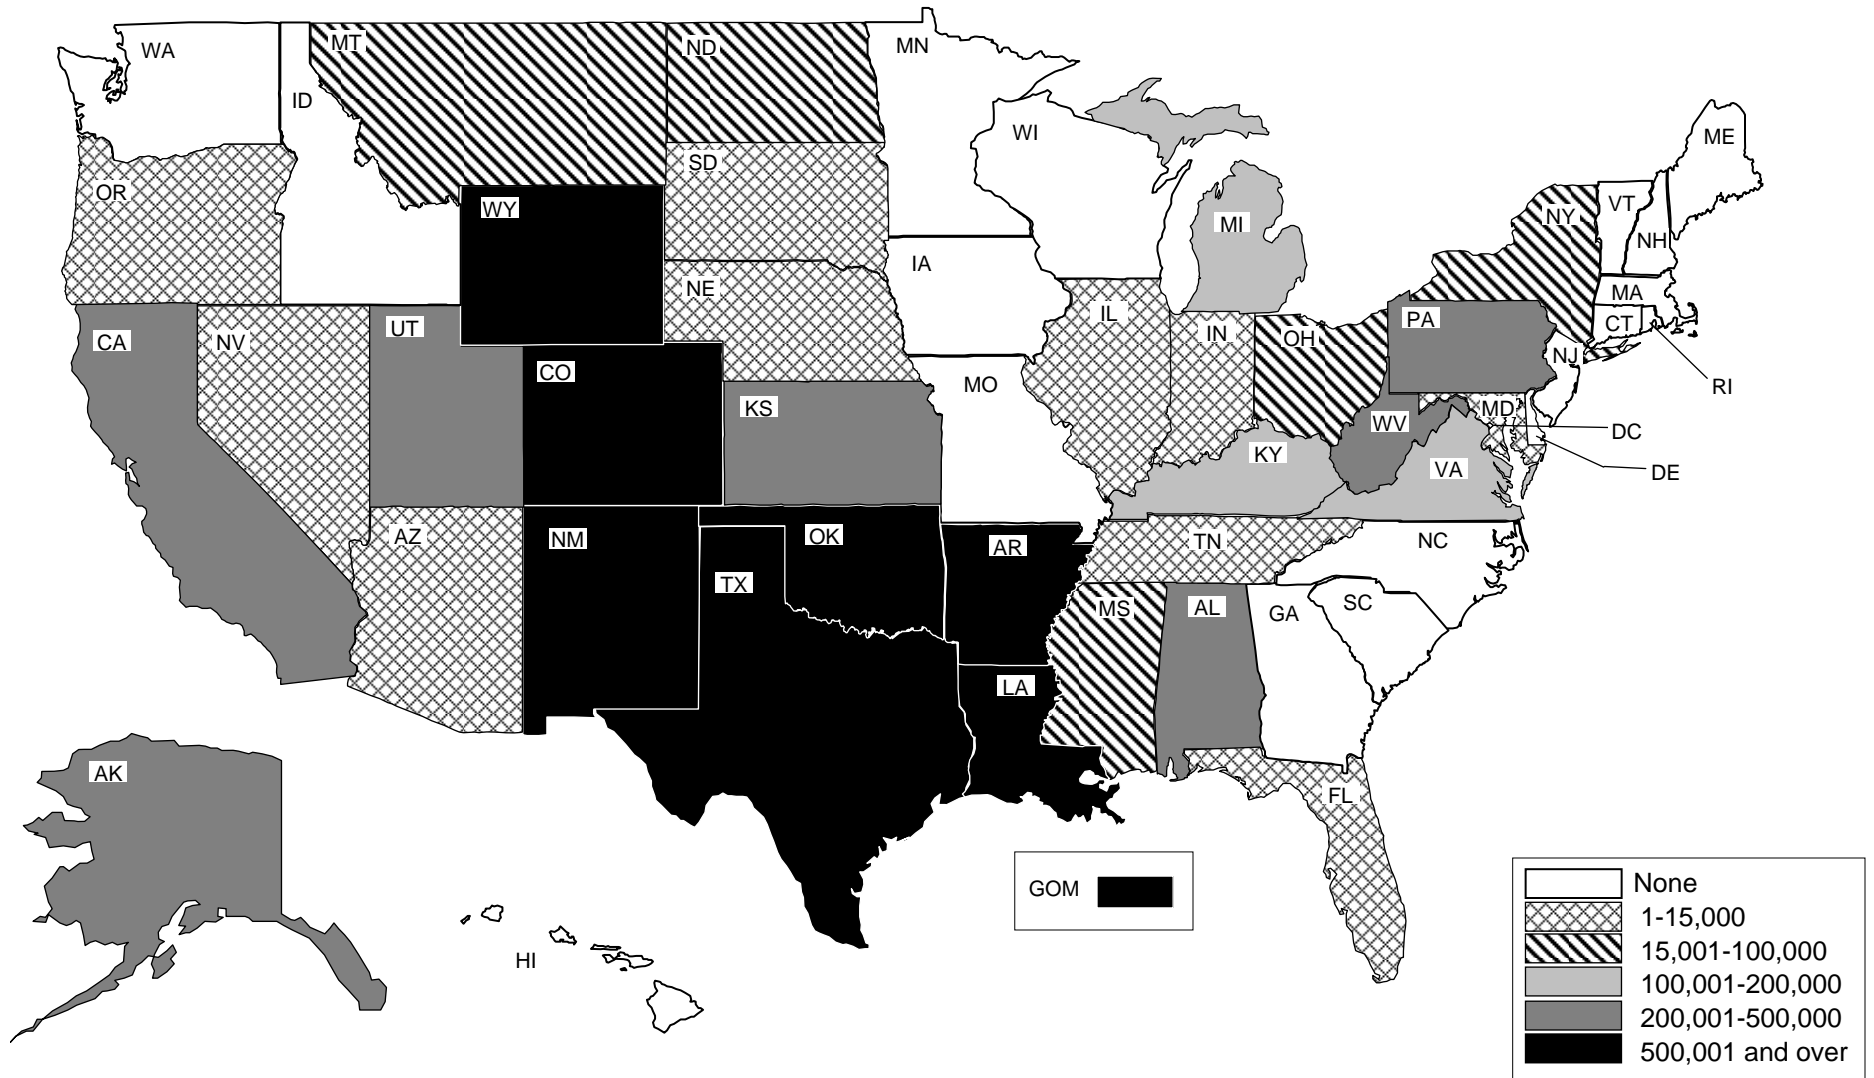 WA
MT
ND
MN
ID
WI
ME
SD
OR
WY
MI
NY
VT
NH
IA
NE
MA
IL
IN
OH
PA
CT
CA
NV
UT
CO
NJ
MO
RI
KS
MD
WV
DC
KY
VA
DE
AZ
NM
OK
AR
TN
NC
TX
MS
AL
GA
SC
LA
AK
FL
GOM
HI
None
1-15,000
15,001-100,000
100,001-200,000
200,001-500,000
500,001 and over